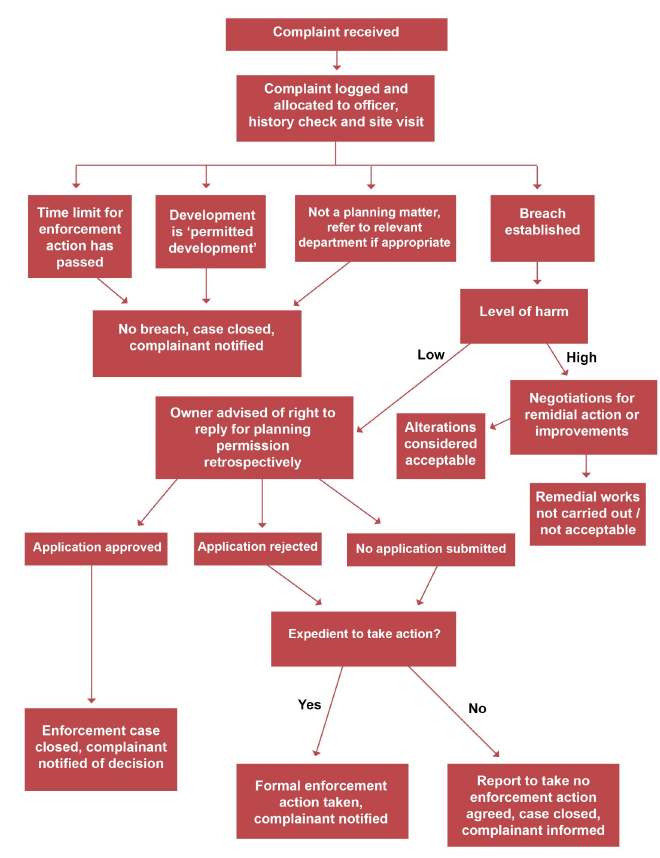 Complaint received
Complaint logged and
allocated to officer,
history check and site visit
Time limit for
enforcement
action has
passed
Development
is ‘permitted
development’
Not a planning matter,
refer to relevant
department if appropriate
Breach
established
No breach, case closed,
complainant notified
Level of harm
Low
High
Owner advised of right to
reply for planning
permission
retrospectively
Alterations
considered
acceptable
Negotiations for
remidial action or
improvements
Remedial works
not carried out /
not acceptable
Application approved
Application rejected
No application submitted
Expedient to take action?
Yes
No
Enforcement case
closed, complainant
notified of decision
Formal enforcement
action taken,
complainant notified
Report to take no
enforcement action
agreed, case closed,
complainant informed